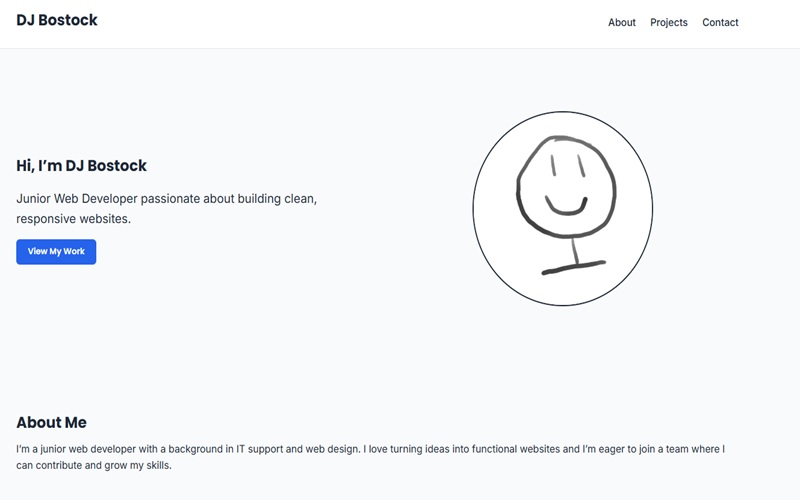 DJ Bostock
About Projects Contact
Hi, I’m DJ Bostock
Junior Web Developer passionate about building clean,
responsive websites.
View My Work
About Me
I’m a junior web developer with a background in IT support and web design. I love turning ideas into functional websites and I’m eager to join a team where I
can contribute and grow my skills.